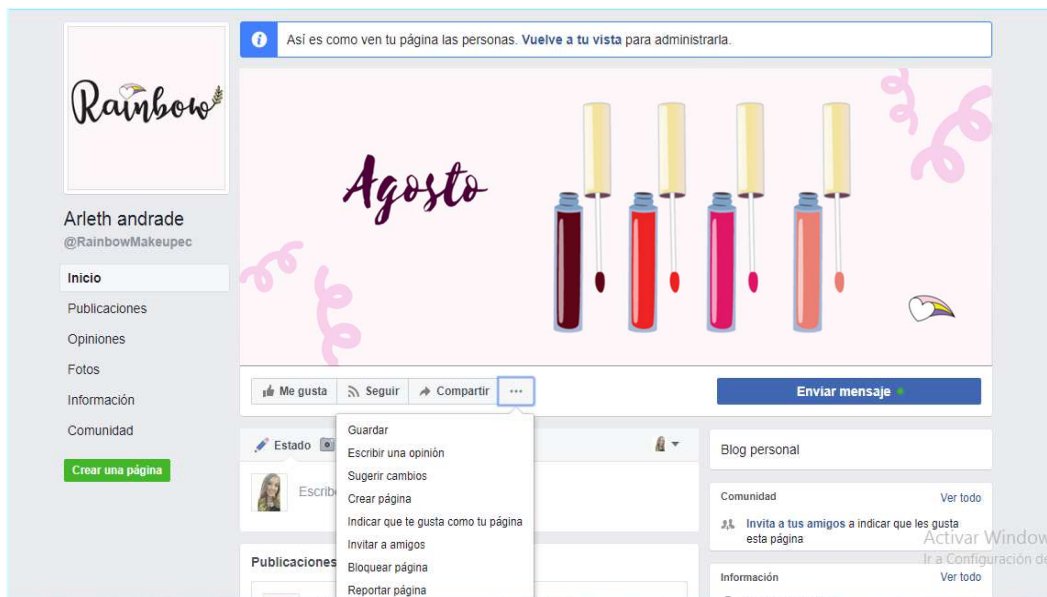 Así es como ven tu página las personas. Vuelve a tu vista para administrarla.
Rainbow
Agosto
Arleth andrade
@RainbowMakeupec
Inicio
Publicaciones
Opiniones
Fotos
Información
Comunidad
Crear una página
Me gusta
Seguir
Compartir
...
Enviar mensaje
Guardar
Escribir una opinión
Sugerir cambios
Crear página
Indicar que te gusta como tu página
Invitar a amigos
Bloquear página
Reportar página
Estado
Escrib
Publicaciones
Blog personal
Comunidad
Ver todo
Invita a tus amigos a indicar que les gusta
esta página
Información
Ver todo
Activar Window
Ir a Configuración de